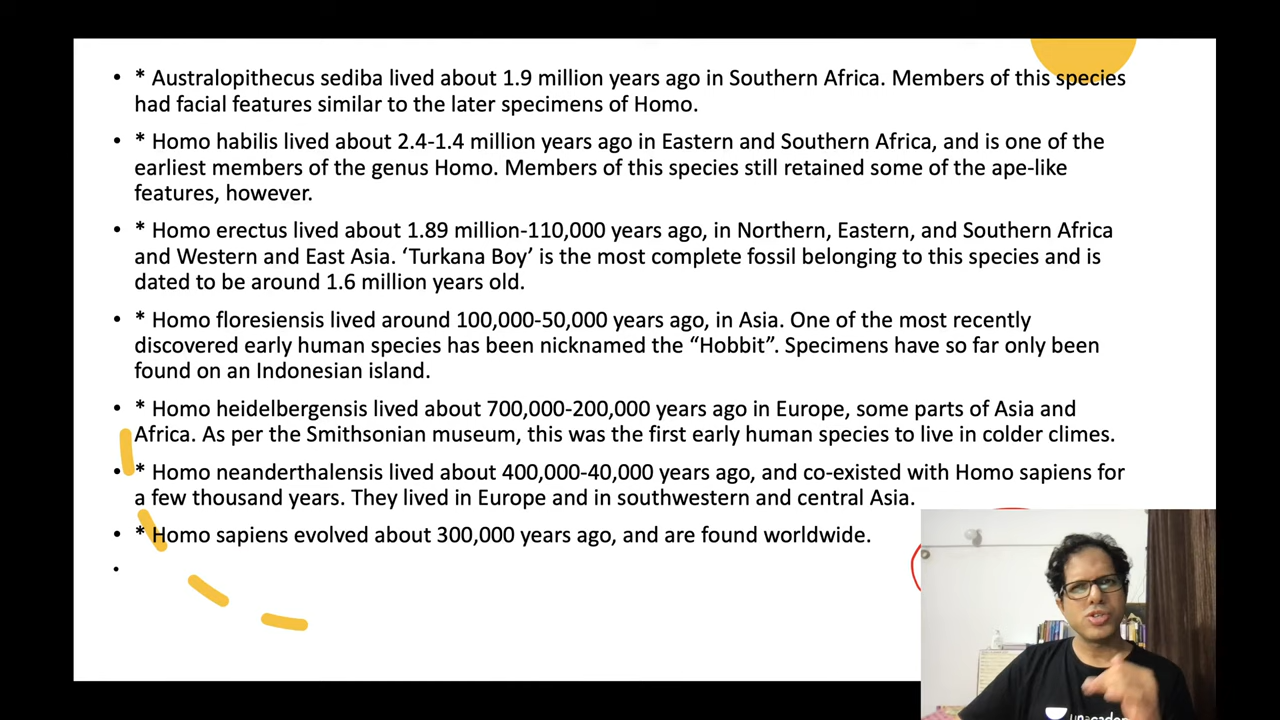 • * Australopithecus sediba lived about 1.9 million years ago in Southern Africa. Members of this species
had facial features similar to the later specimens of Homo.
• * Homo habilis lived about 2.4-1.4 million years ago in Eastern and Southern Africa, and is one of the
earliest members of the genus Homo. Members of this species still retained some of the ape-like
features, however.
• * Homo erectus lived about 1.89 million-110,000 years ago, in Northern, Eastern, and Southern Africa
and Western and East Asia. ‘Turkana Boy’ is the most complete fossil belonging to this species and is
dated to be around 1.6 million years old.
• * Homo floresiensis lived around 100,000-50,000 years ago, in Asia. One of the most recently
discovered early human species has been nicknamed the “Hobbit”. Specimens have so far only been
found on an Indonesian island.
• * Homo heidelbergensis lived about 700,000-200,000 years ago in Europe, some parts of Asia and
Africa. As per the Smithsonian museum, this was the first early human species to live in colder climes.
• * Homo neanderthalensis lived about 400,000-40,000 years ago, and co-existed with Homo sapiens for
a few thousand years. They lived in Europe and in southwestern and central Asia.
• * Homo sapiens evolved about 300,000 years ago, and are found worldwide.
•